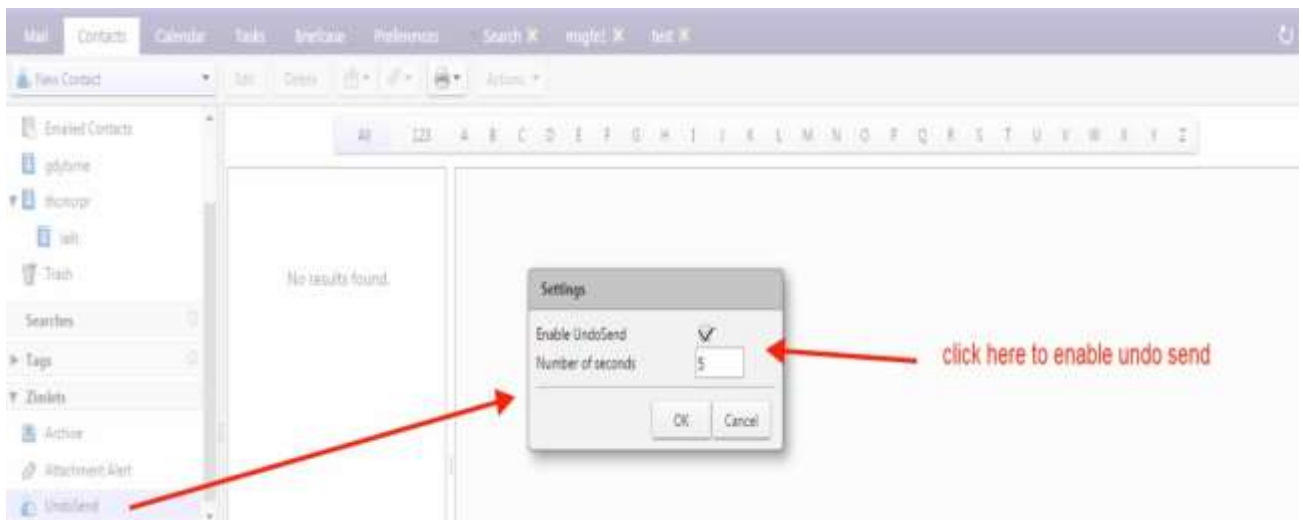 Mail Contacts Calendar Tasks Briefcase Preferences Search test
New Contact Edit Delete Actions
Emailed Contacts
All 123 A B C D E F G H I J K L M N O P Q R S T U V W X Y Z
Trash
No results found.
Settings
Searches
Enable UndoSend
click here to enable undo send
Tags
Number of seconds 5
Zimlets
OK Cancel
Archive
Attachment Alert
UndoSend